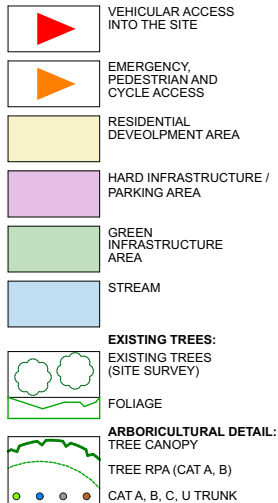 VEHICULAR ACCESS
INTO THE SITE
EMERGENCY,
PEDESTRIAN AND
CYCLE ACCESS
RESIDENTIAL
DEVEOLPMENT AREA
HARD INFRASTRUCTURE /
PARKING AREA
GREEN
INFRASTRUCTURE
AREA
STREAM
EXISTING TREES:
EXISTING TREES
(SITE SURVEY)
FOLIAGE
ARBORICULTURAL DETAIL:
TREE CANOPY
TREE RPA (CAT A, B)
CAT A, B, C, U TRUNK